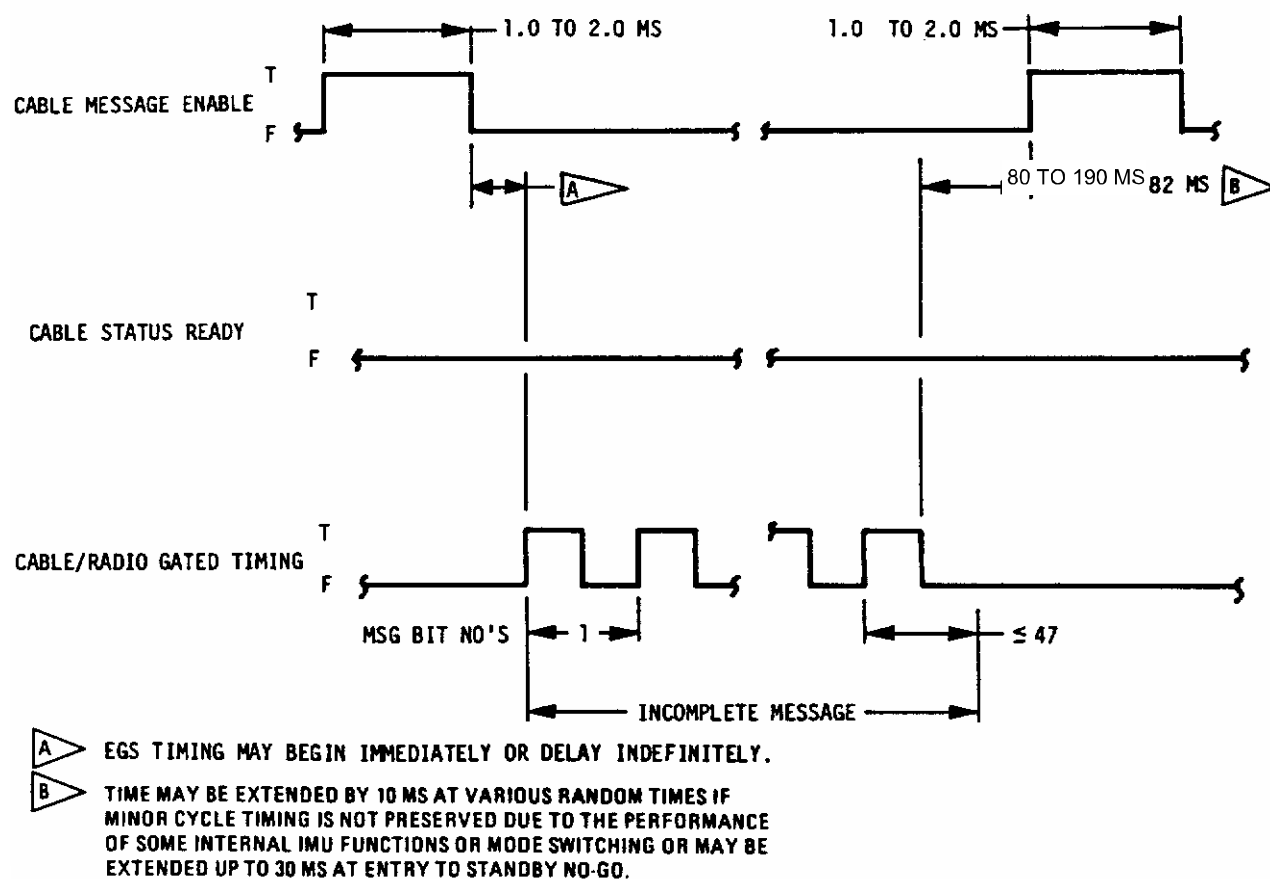 1.0 TO 2.0 MS
1.0 TO 2.0 MS
T
CABLE MESSAGE ENABLE
F
A
80 TO 190 MS 82 MS B
T
CABLE STATUS READY
F
T
CABLE/RADIO GATED TIMING
F
MSG BIT NO'S 1 ≤ 47
INCOMPLETE MESSAGE
A EGS TIMING MAY BEGIN IMMEDIATELY OR DELAY INDEFINITELY.
B TIME MAY BE EXTENDED BY 10 MS AT VARIOUS RANDOM TIMES IF
MINOR CYCLE TIMING IS NOT PRESERVED DUE TO THE PERFORMANCE
OF SOME INTERNAL IMU FUNCTIONS OR MODE SWITCHING OR MAY BE
EXTENDED UP TO 30 MS AT ENTRY TO STANDBY NO-GO.